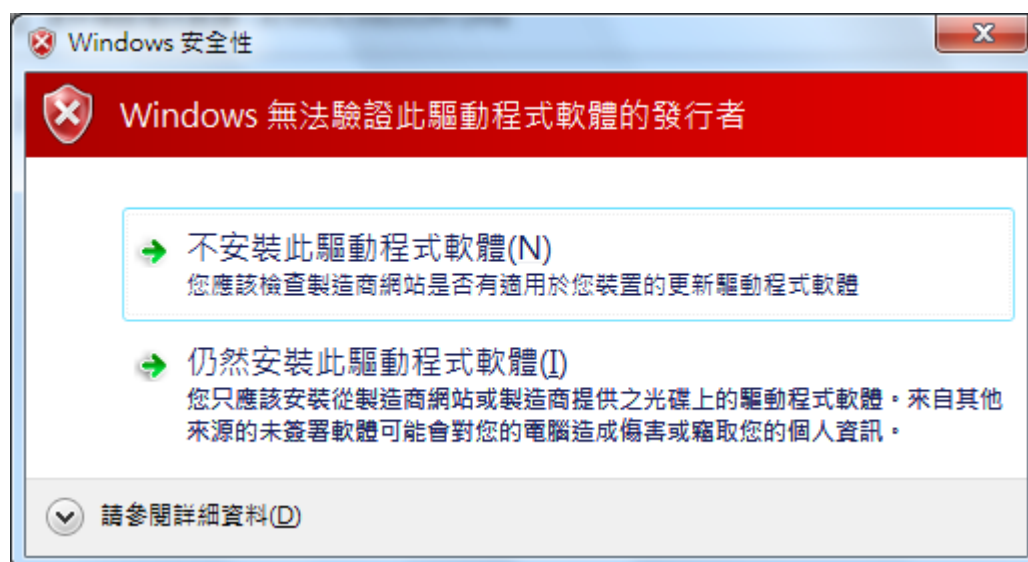 Windows 安全性
Windows 無法驗證此驅動程式軟體的發行者
不安裝此驅動程式軟體(N)
您應該檢查製造商網站是否有適用於您裝置的更新驅動程式軟體
仍然安裝此驅動程式軟體(I)
您只應該安裝從製造商網站或製造商提供之光碟上的驅動程式軟體。來自其他
來源的未簽署軟體可能會對您的電腦造成傷害或竊取您的個人資訊。
請參閱詳細資料(D)